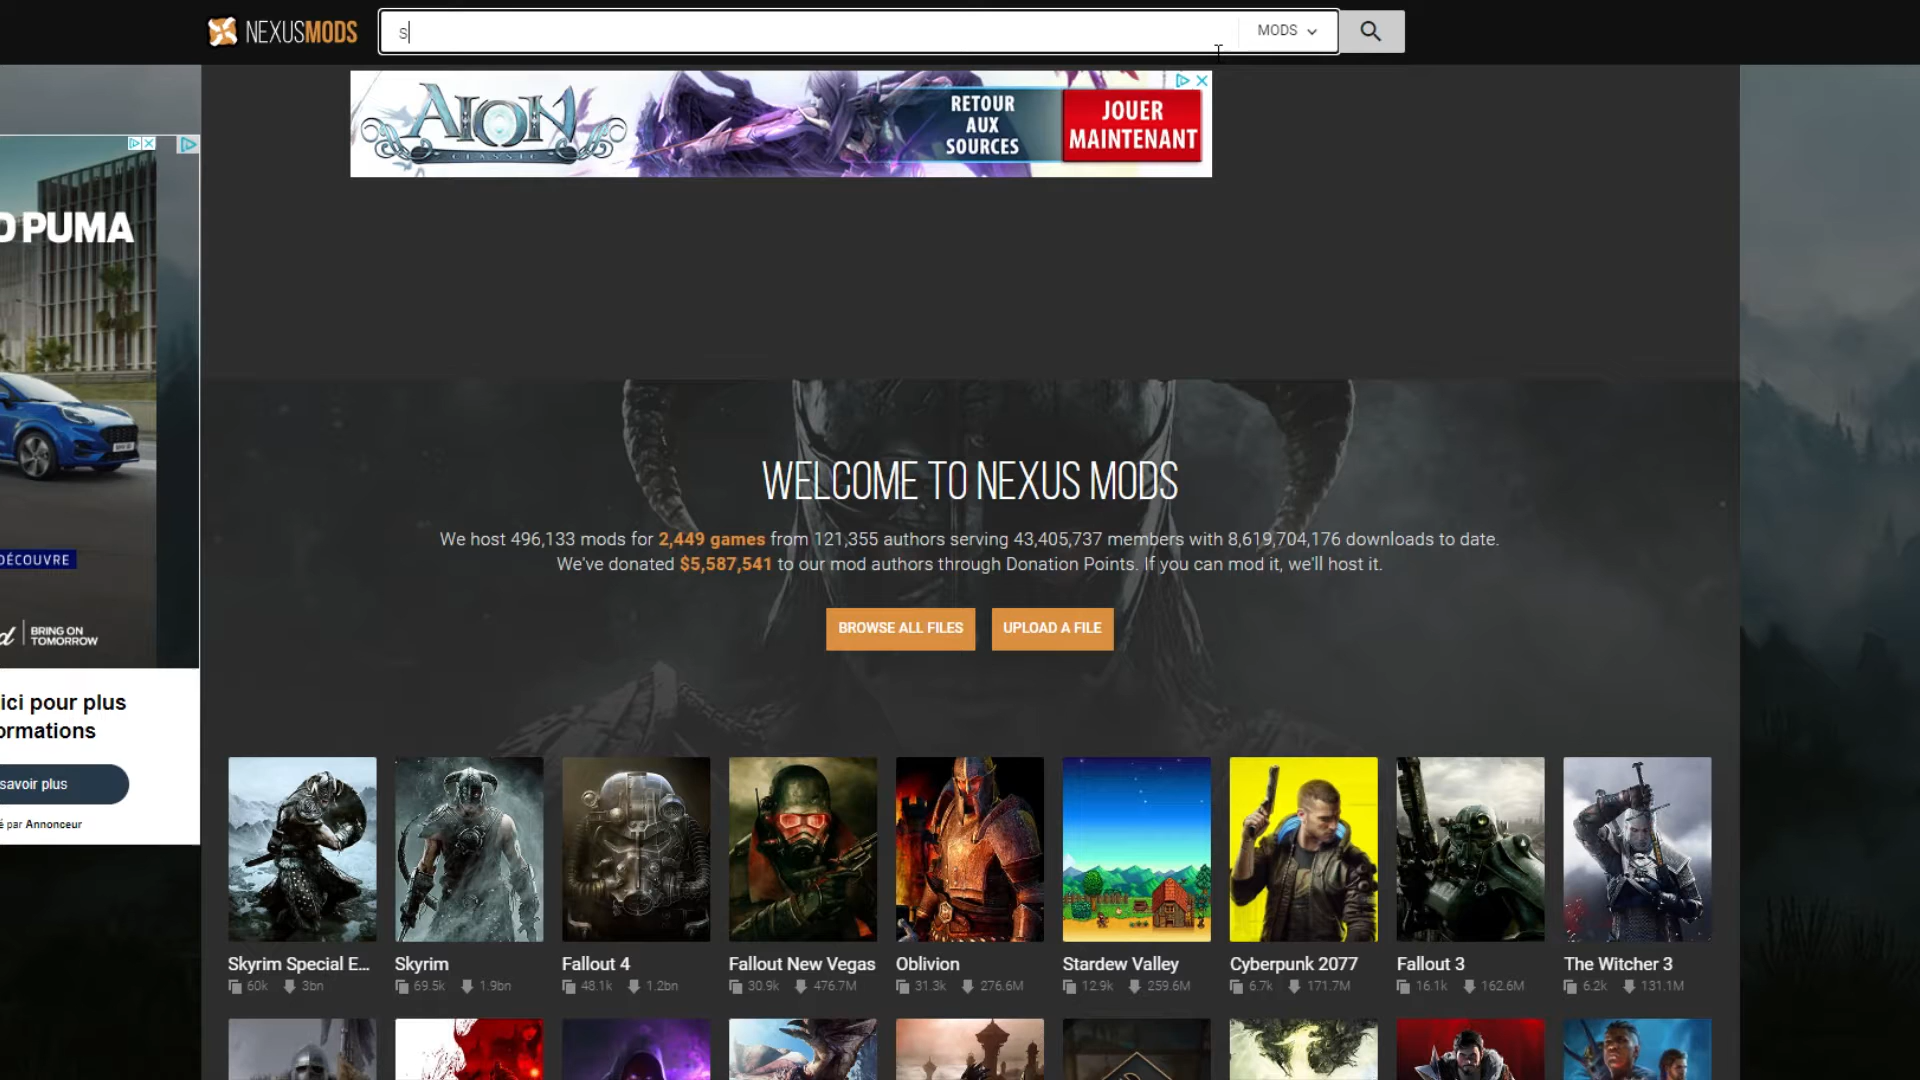 NEXUSMODS
s
MODS
AION
CLASSIC
RETOUR
AUX
SOURCES
JOUER
MAINTENANT
PUMA
DÉCOUVRE
BRING ON
TOMORROW
ici pour plus
savoir plus
par Annonceur
WELCOME TO NEXUS MODS
We host 496,133 mods for 2,449 games from 121,355 authors serving 43,405,737 members with 8,619,704,176 downloads to date.
We've donated $5,587,541 to our mod authors through Donation Points. If you can mod it, we'll host it.
BROWSE ALL FILES
UPLOAD A FILE
Skyrim Special E...
60k 3bn
Skyrim
69.5k 1.9bn
Fallout 4
48.1k 1.2bn
Fallout New Vegas
30.9k 476.7M
Oblivion
31.3k 276.6M
Stardew Valley
12.9k 259.6M
Cyberpunk 2077
6.7k 171.7M
Fallout 3
16.1k 162.6M
The Witcher 3
6.2k 131.1M